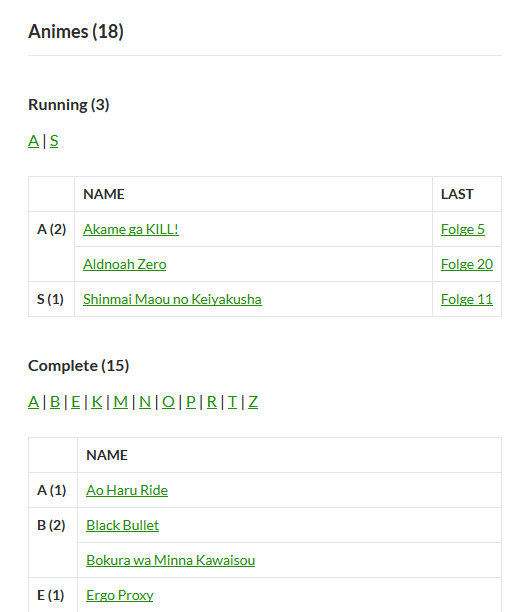 Animes (18)
Running (3)
A | S
NAME LAST
A (2) Akame ga KILL! Folge 5
Aldnoah Zero Folge 20
S (1) Shinmai Maou no Keiyakusha Folge 11
Complete (15)
A | B | E | K | M | N | O | P | R | T | Z
NAME
A (1) Ao Haru Ride
B (2) Black Bullet
Bokura wa Minna Kawaisou
E (1) Ergo Proxy